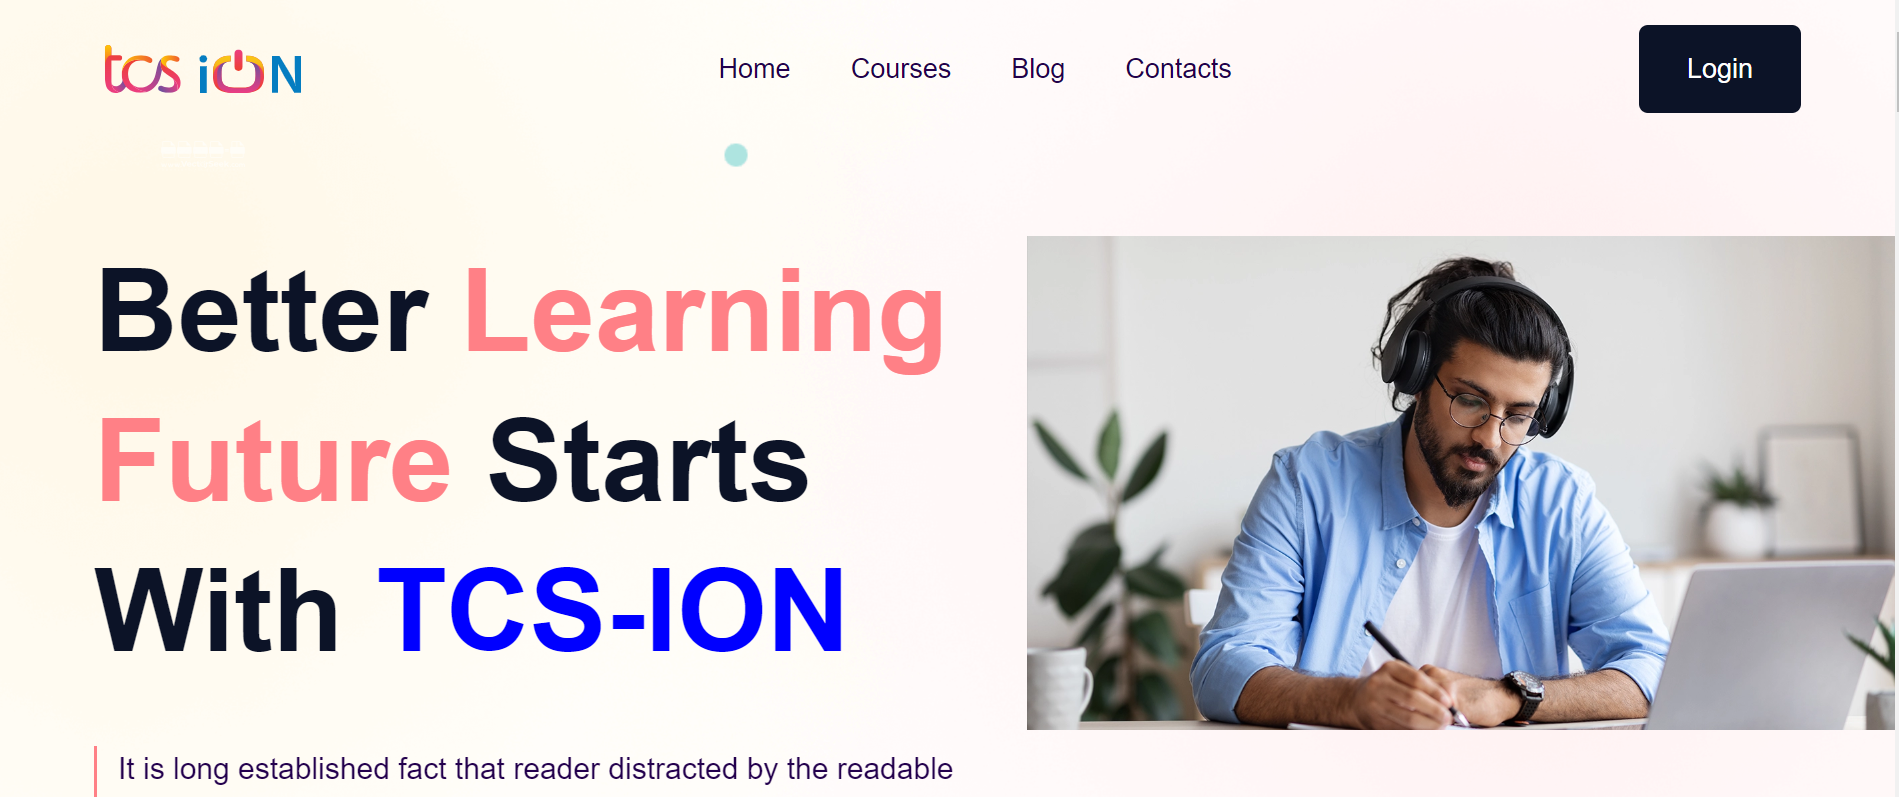 tcs iON
Home Courses Blog Contacts
Login
Better Learning
Future Starts
With TCS-ION
It is long established fact that reader distracted by the readable